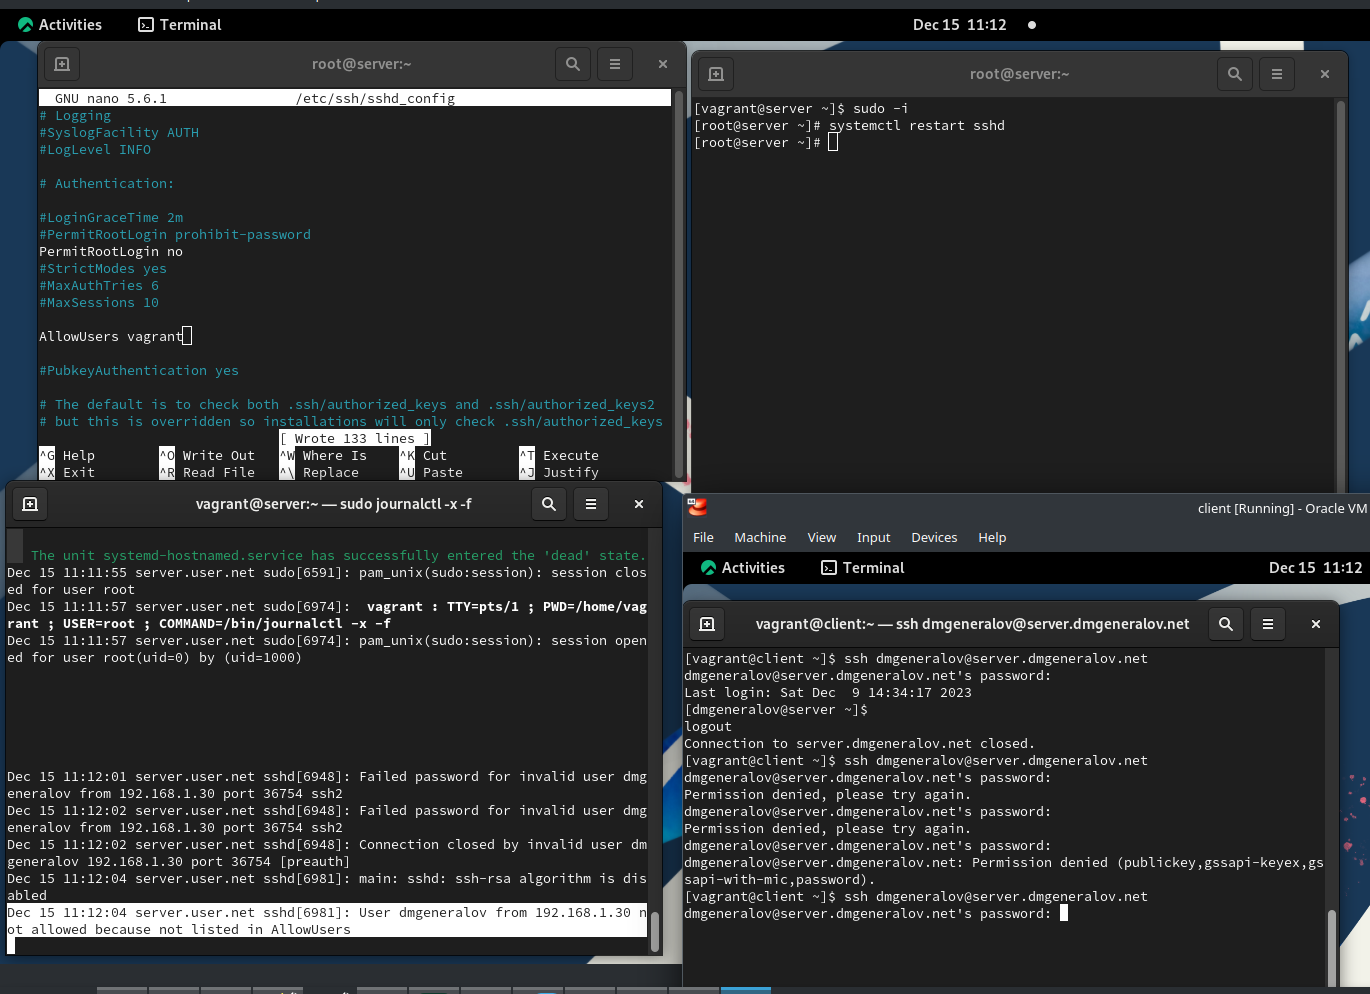 Activities Terminal Dec 15 11:12
root@server:~
GNU nano 5.6.1 /etc/ssh/sshd_config
# Logging
#SyslogFacility AUTH
#LogLevel INFO
# Authentication:
#LoginGraceTime 2m
#PermitRootLogin prohibit-password
PermitRootLogin no
#StrictModes yes
#MaxAuthTries 6
#MaxSessions 10
AllowUsers vagrant
#PubkeyAuthentication yes
# The default is to check both .ssh/authorized_keys and .ssh/authorized_keys2
# but this is overridden so installations will only check .ssh/authorized_keys
[ Wrote 133 lines ]
^G Help ^O Write Out ^W Where Is ^K Cut ^T Execute
^X Exit ^R Read File ^\ Replace ^U Paste ^J Justify
root@server:~
[vagrant@server ~]$ sudo -i
[root@server ~]# systemctl restart sshd
[root@server ~]#
vagrant@server:~ — sudo journalctl -x -f
The unit systemd-hostnamed.service has successfully entered the 'dead' state.
Dec 15 11:11:55 server.user.net sudo[6591]: pam_unix(sudo:session): session clos
ed for user root
Dec 15 11:11:57 server.user.net sudo[6974]:  vagrant : TTY=pts/1 ; PWD=/home/vag
rant ; USER=root ; COMMAND=/bin/journalctl -x -f
Dec 15 11:11:57 server.user.net sudo[6974]: pam_unix(sudo:session): session open
ed for user root(uid=0) by (uid=1000)
Dec 15 11:12:01 server.user.net sshd[6948]: Failed password for invalid user dmg
eneralov from 192.168.1.30 port 36754 ssh2
Dec 15 11:12:02 server.user.net sshd[6948]: Failed password for invalid user dmg
eneralov from 192.168.1.30 port 36754 ssh2
Dec 15 11:12:02 server.user.net sshd[6948]: Connection closed by invalid user dm
generalov 192.168.1.30 port 36754 [preauth]
Dec 15 11:12:04 server.user.net sshd[6981]: main: sshd: ssh-rsa algorithm is dis
abled
Dec 15 11:12:04 server.user.net sshd[6981]: User dmgeneralov from 192.168.1.30 n
ot allowed because not listed in AllowUsers
client [Running] - Oracle VM
File Machine View Input Devices Help
Activities Terminal Dec 15 11:12
vagrant@client:~ — ssh dmgeneralov@server.dmgeneralov.net
[vagrant@client ~]$ ssh dmgeneralov@server.dmgeneralov.net
dmgeneralov@server.dmgeneralov.net's password:
Last login: Sat Dec  9 14:34:17 2023
[dmgeneralov@server ~]$
logout
Connection to server.dmgeneralov.net closed.
[vagrant@client ~]$ ssh dmgeneralov@server.dmgeneralov.net
dmgeneralov@server.dmgeneralov.net's password:
Permission denied, please try again.
dmgeneralov@server.dmgeneralov.net's password:
Permission denied, please try again.
dmgeneralov@server.dmgeneralov.net's password:
dmgeneralov@server.dmgeneralov.net: Permission denied (publickey,gssapi-keyex,gs
sapi-with-mic,password).
[vagrant@client ~]$ ssh dmgeneralov@server.dmgeneralov.net
dmgeneralov@server.dmgeneralov.net's password: